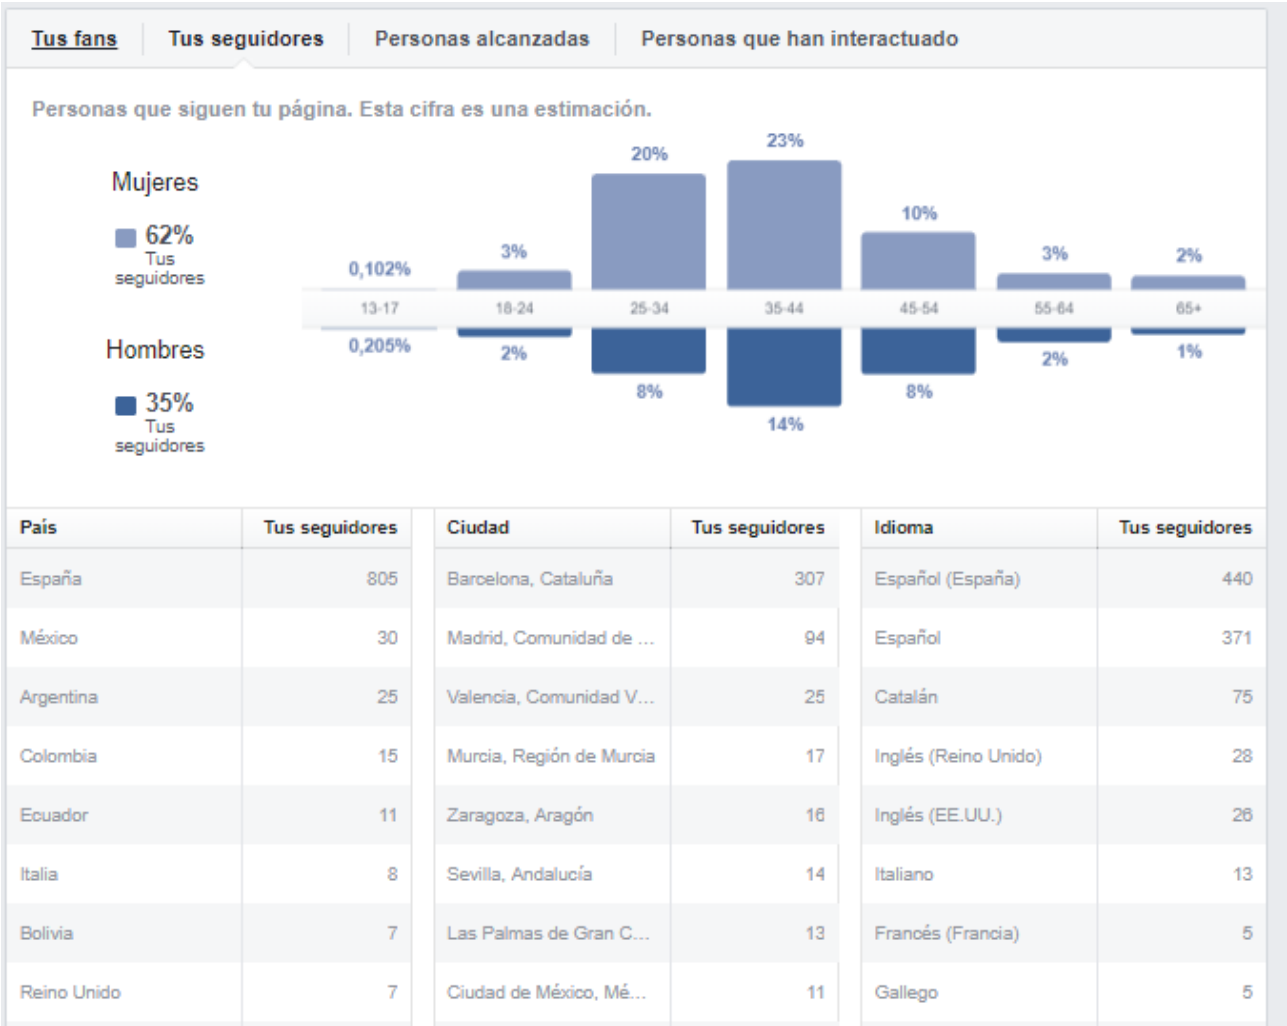 Tus fans Tus seguidores Personas alcanzadas Personas que han interactuado
Personas que siguen tu página. Esta cifra es una estimación.
Mujeres
62%
Tus
seguidores
0,102% 3% 20% 23% 10% 3% 2%
13-17 18-24 25-34 35-44 45-54 55-64 65+
0,205% 2% 8% 14% 8% 2% 1%
Hombres
35%
Tus
seguidores
País Tus seguidores Ciudad Tus seguidores Idioma Tus seguidores
España 805 Barcelona, Cataluña 307 Español (España) 440
México 30 Madrid, Comunidad de ... 94 Español 371
Argentina 25 Valencia, Comunidad V... 25 Catalán 75
Colombia 15 Murcia, Región de Murcia 17 Inglés (Reino Unido) 28
Ecuador 11 Zaragoza, Aragón 16 Inglés (EE.UU.) 26
Italia 8 Sevilla, Andalucía 14 Italiano 13
Bolivia 7 Las Palmas de Gran C... 13 Francés (Francia) 5
Reino Unido 7 Ciudad de México, Mé... 11 Gallego 5